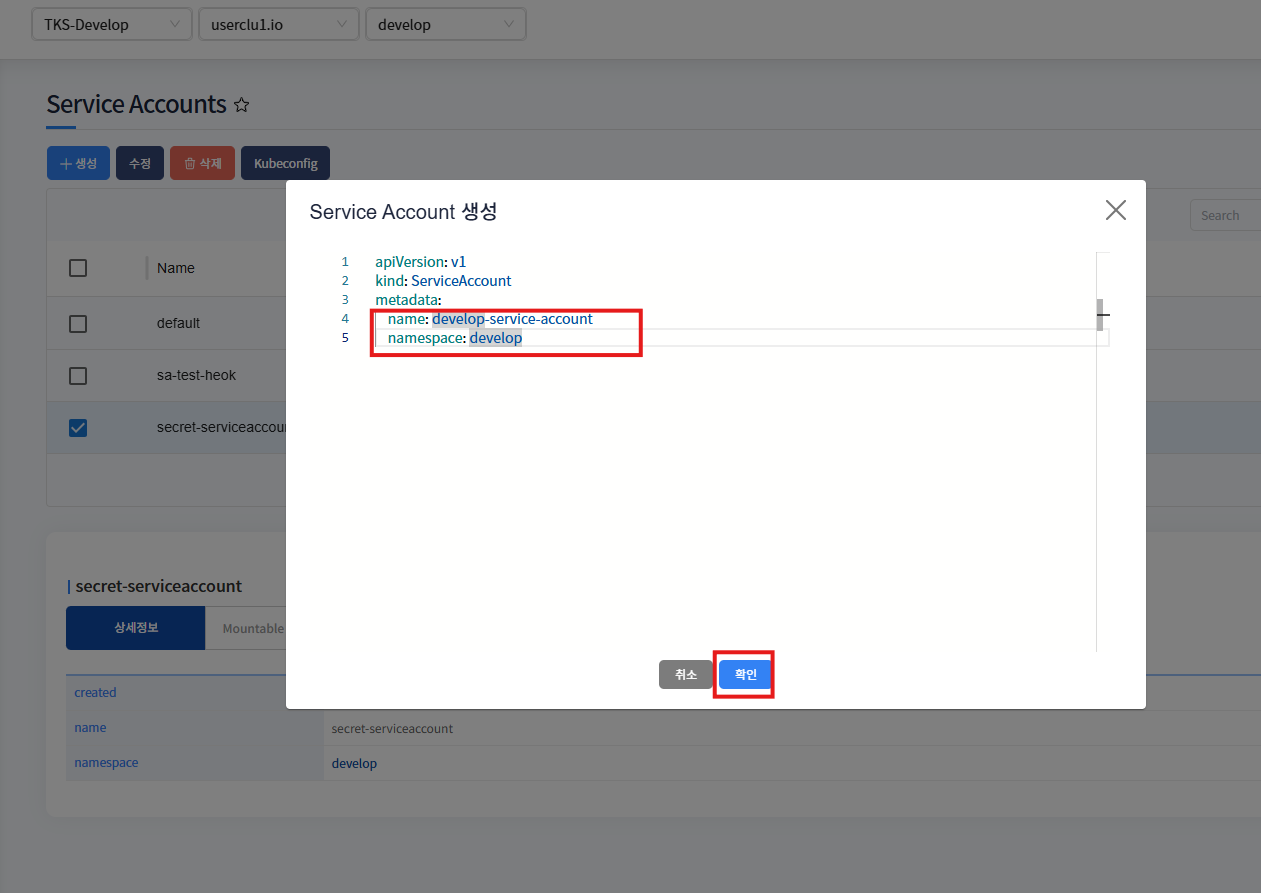 TKS-Develop userclu1.io develop
Service Accounts
생성 수정 삭제 Kubeconfig
Search
Name
default
sa-test-heok
secret-serviceaccou
Service Account 생성
1 apiVersion: v1
2 kind: ServiceAccount
3 metadata:
4 name: develop-service-account
5 namespace: develop
취소 확인
secret-serviceaccount
상세정보 Mountable
created
name secret-serviceaccount
namespace develop